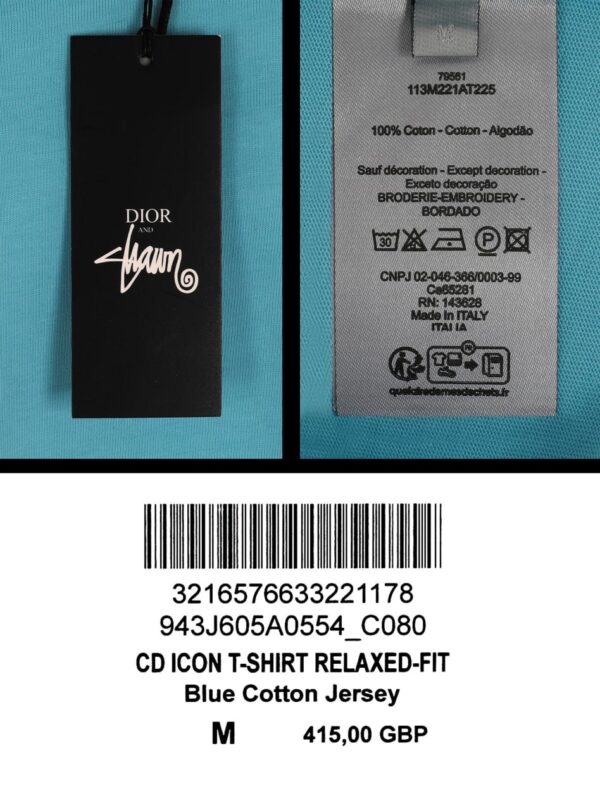 DIOR
AND
Shawn
M
79561
113M221AT225
100% Coton - Cotton - Algodão
Sauf décoration - Except decoration -
Exceto decoração
BRODERIE-EMBROIDERY -
BORDADO
30
P
CNPJ 02-046-366/0003-99
Ca65281
RN: 143628
Made in ITALY
ITALIA
FR
quefairedemesdechets.fr
3216576633221178
943J605A0554_C080
CD ICON T-SHIRT RELAXED-FIT
Blue Cotton Jersey
M 415,00 GBP